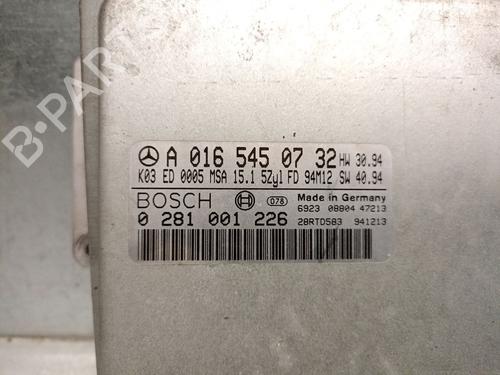 A 016 545 07 32 HW 30.94
K03 ED 0005 MSA 15.1 5Zyl FD 94M12 SW 40.94
BOSCH 078 Made in Germany
6923 08804 47213
0 281 001 226 28RTD583 941213
B-PARTS